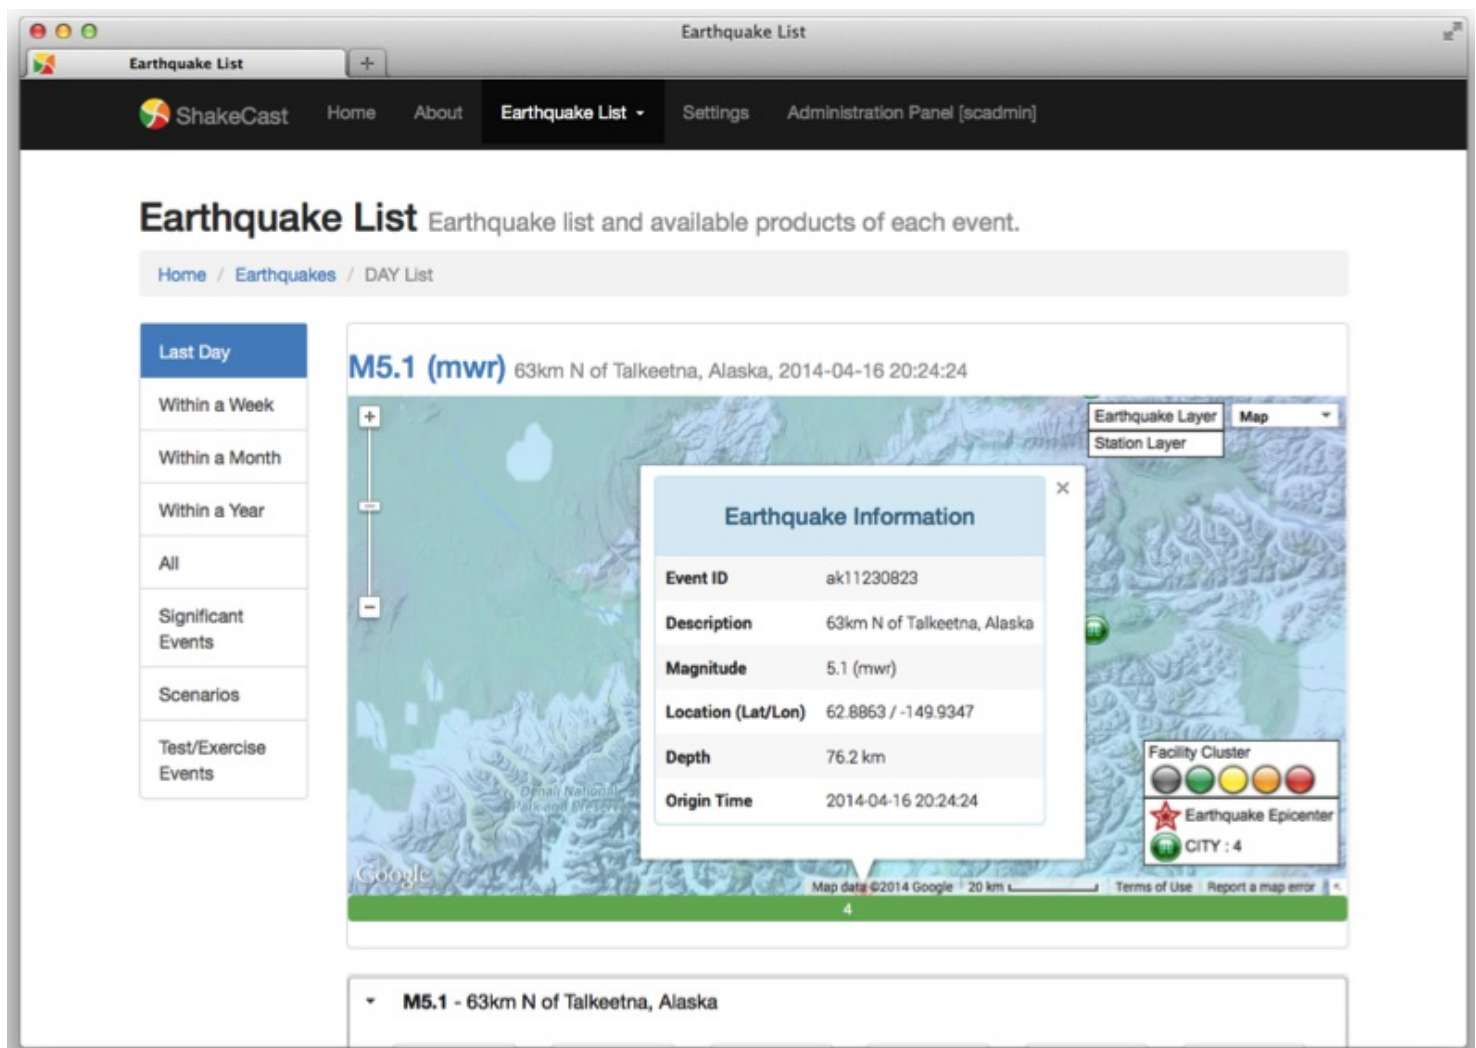 Earthquake List
Earthquake List
ShakeCast Home About Earthquake List Settings Administration Panel [scadmin]
Earthquake List Earthquake list and available products of each event.
Home / Earthquakes / DAY List
Last Day
Within a Week
Within a Month
Within a Year
All
Significant
Events
Scenarios
Test/Exercise
Events
M5.1 (mwr) 63km N of Talkeetna, Alaska, 2014-04-16 20:24:24
Earthquake Layer Map
Station Layer
Earthquake Information
Event ID ak11230823
Description 63km N of Talkeetna, Alaska
Magnitude 5.1 (mwr)
Location (Lat/Lon) 62.8863 / -149.9347
Depth 76.2 km
Origin Time 2014-04-16 20:24:24
Denali National
Park and Preserve
Facility Cluster
Earthquake Epicenter
CITY : 4
Google
Map data ©2014 Google 20 km Terms of Use Report a map error
4
M5.1 - 63km N of Talkeetna, Alaska